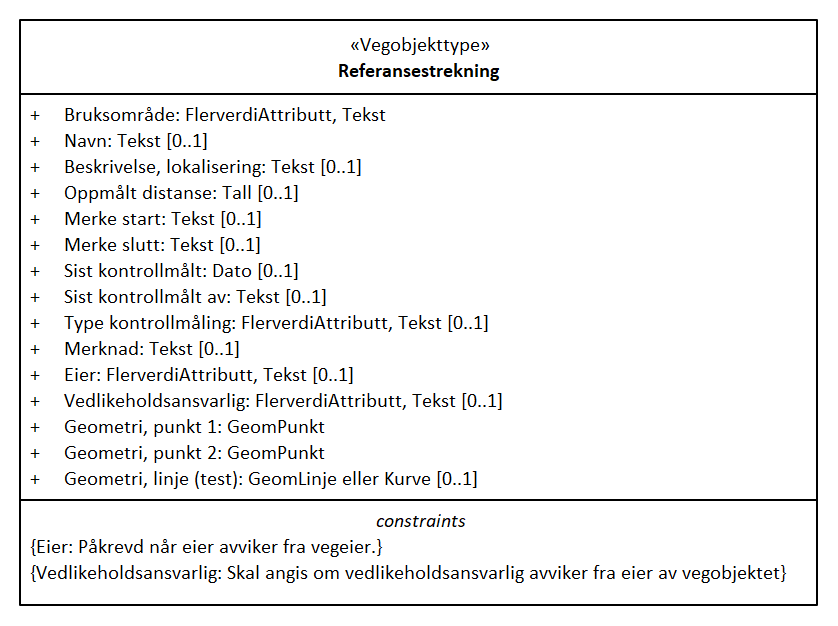 «Vegobjekttype»
Referansestrekning
+ Bruksområde: FlerverdiAttributt, Tekst
+ Navn: Tekst [0..1]
+ Beskrivelse, lokalisering: Tekst [0..1]
+ Oppmålt distanse: Tall [0..1]
+ Merke start: Tekst [0..1]
+ Merke slutt: Tekst [0..1]
+ Sist kontrollmålt: Dato [0..1]
+ Sist kontrollmålt av: Tekst [0..1]
+ Type kontrollmåling: FlerverdiAttributt, Tekst [0..1]
+ Merknad: Tekst [0..1]
+ Eier: FlerverdiAttributt, Tekst [0..1]
+ Vedlikeholdsansvarlig: FlerverdiAttributt, Tekst [0..1]
+ Geometri, punkt 1: GeomPunkt
+ Geometri, punkt 2: GeomPunkt
+ Geometri, linje (test): GeomLinje eller Kurve [0..1]
constraints
{Eier: Påkrevd når eier avviker fra vegeier.}
{Vedlikeholdsansvarlig: Skal angis om vedlikeholdsansvarlig avviker fra eier av vegobjektet}